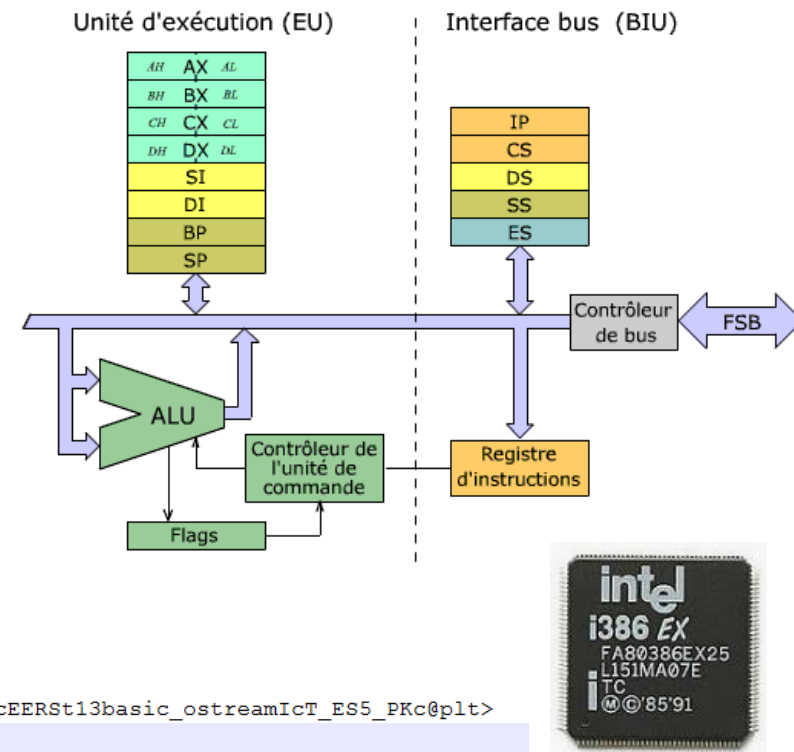 Unité d'exécution (EU)
Interface bus (BIU)
AH AX AL
BH BX BL
CH CX CL
DH DX DL
SI
DI
BP
SP
IP
CS
DS
SS
ES
Contrôleur
de bus
FSB
ALU
Contrôleur de
l'unité de
commande
Registre
d'instructions
Flags
intel
i386 EX
FA80386EX25
L151MA07E
i TC
M ©'85'91
cEERSt13basic_ostreamIcT_ES5_PKc@plt>